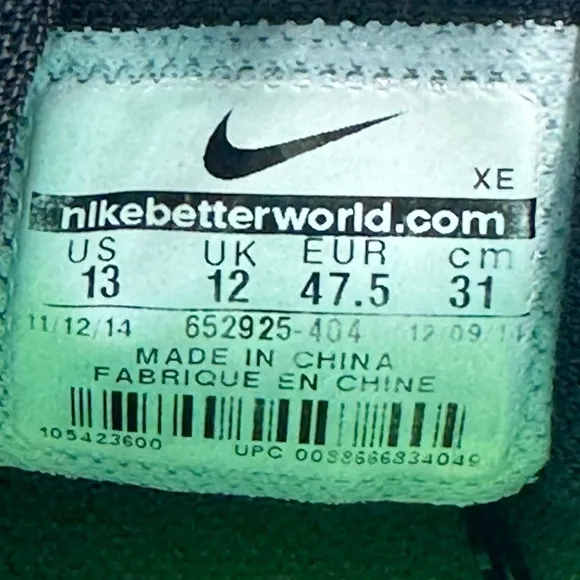 XE
nikebetterworld.com
US UK EUR cm
13 12 47.5 31
11/12/14 652925-404
MADE IN CHINA
FABRIQUE EN CHINE
105423600
UPC